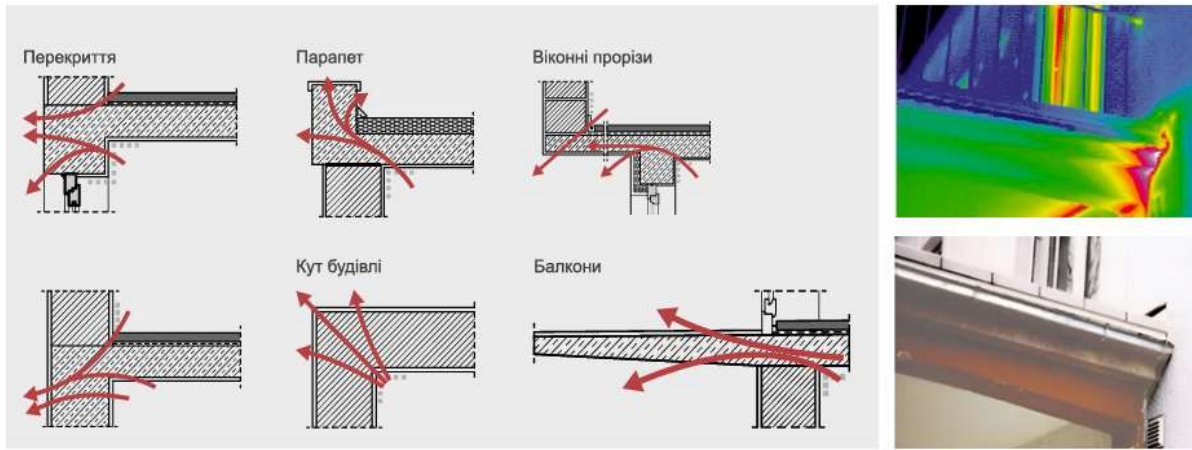 Перекриття
Парапет
Віконні прорізи
Кут будівлі
Балкони